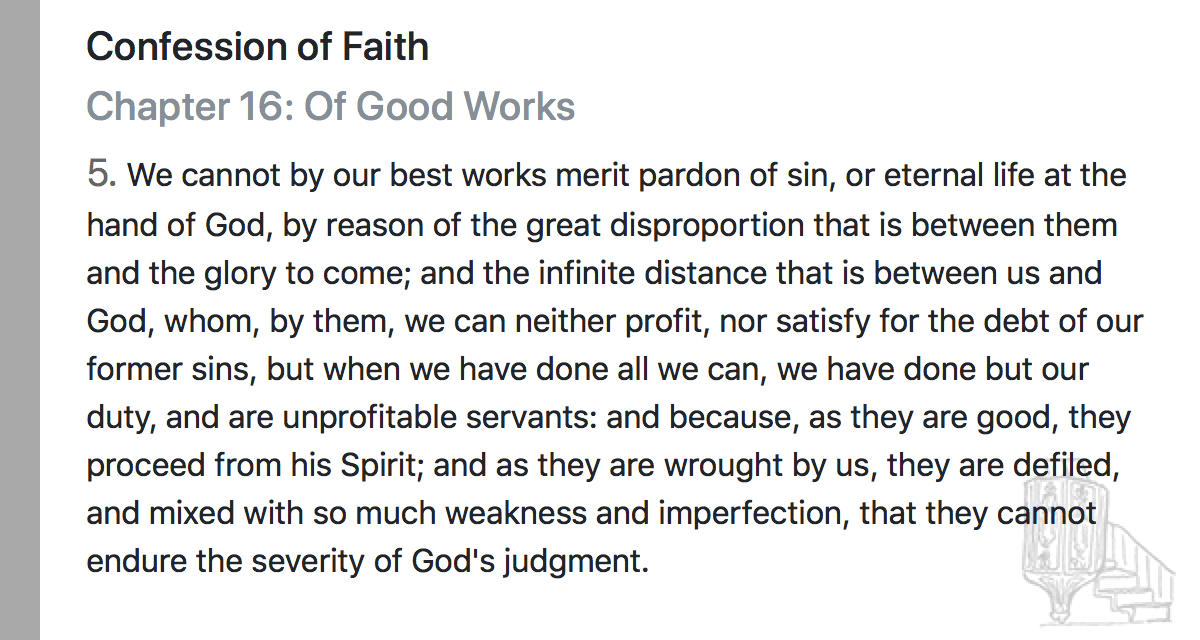 Confession of Faith
Chapter 16: Of Good Works
5. We cannot by our best works merit pardon of sin, or eternal life at the
hand of God, by reason of the great disproportion that is between them
and the glory to come; and the infinite distance that is between us and
God, whom, by them, we can neither profit, nor satisfy for the debt of our
former sins, but when we have done all we can, we have done but our
duty, and are unprofitable servants: and because, as they are good, they
proceed from his Spirit; and as they are wrought by us, they are defiled,
and mixed with so much weakness and imperfection, that they cannot
endure the severity of God's judgment.